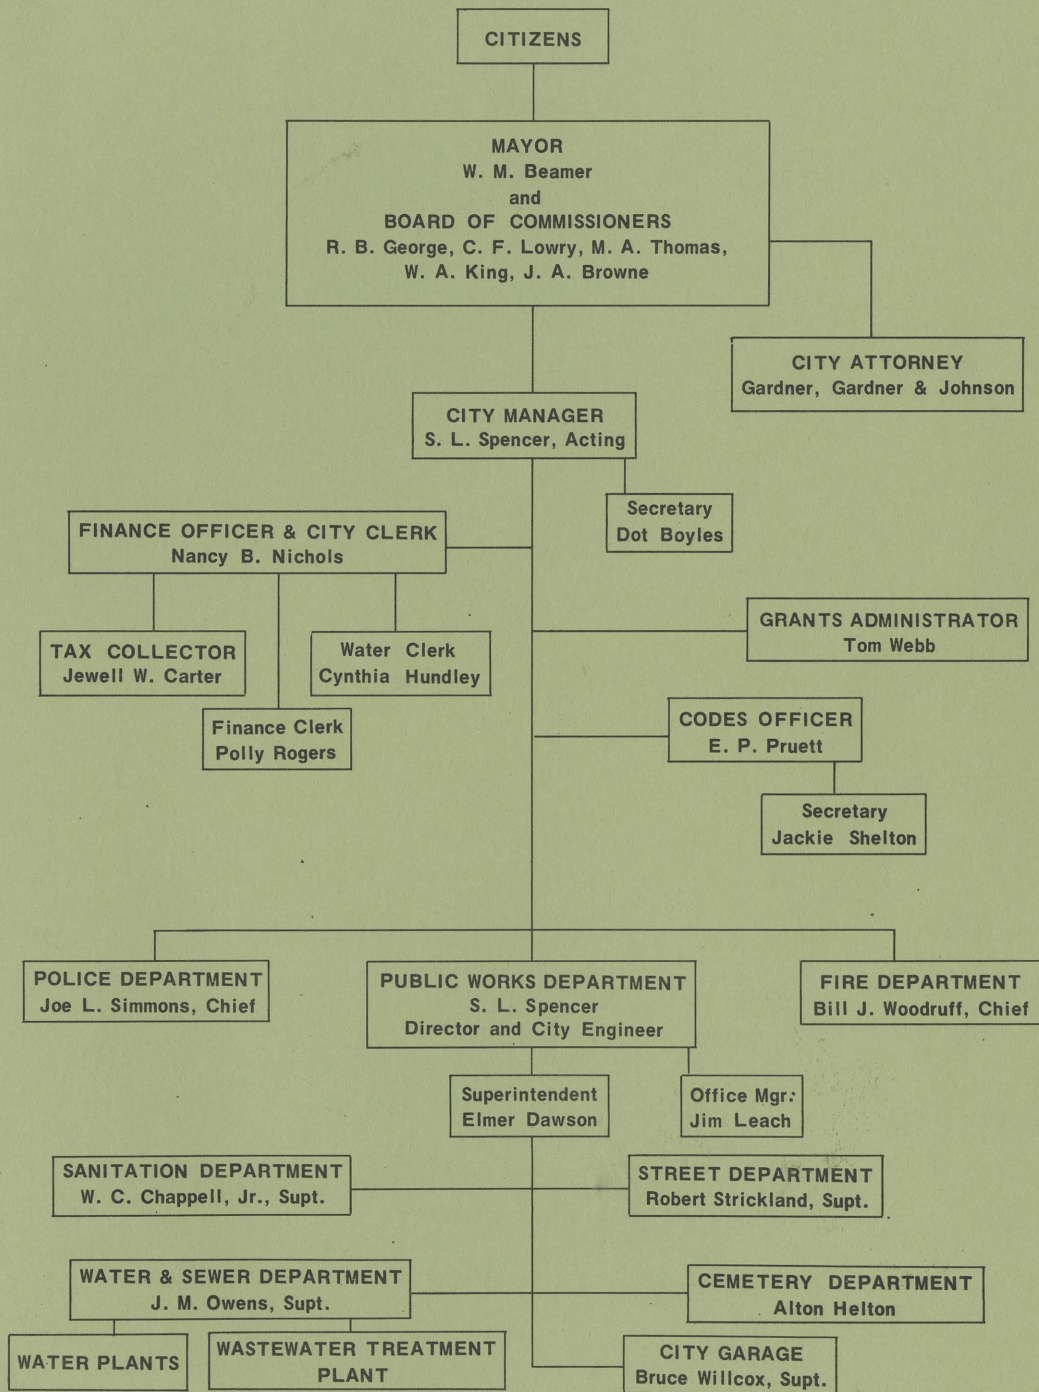 CITIZENS
MAYOR
W. M. Beamer
and
BOARD OF COMMISSIONERS
R. B. George, C. F. Lowry, M. A. Thomas,
W. A. King, J. A. Browne
CITY ATTORNEY
Gardner, Gardner & Johnson
CITY MANAGER
S. L. Spencer, Acting
Secretary
Dot Boyles
FINANCE OFFICER & CITY CLERK
Nancy B. Nichols
GRANTS ADMINISTRATOR
Tom Webb
TAX COLLECTOR
Jewell W. Carter
Water Clerk
Cynthia Hundley
Finance Clerk
Polly Rogers
CODES OFFICER
E. P. Pruett
Secretary
Jackie Shelton
POLICE DEPARTMENT
Joe L. Simmons, Chief
PUBLIC WORKS DEPARTMENT
S. L. Spencer
Director and City Engineer
FIRE DEPARTMENT
Bill J. Woodruff, Chief
Superintendent
Elmer Dawson
Office Mgr.:
Jim Leach
SANITATION DEPARTMENT
W. C. Chappell, Jr., Supt.
STREET DEPARTMENT
Robert Strickland, Supt.
WATER & SEWER DEPARTMENT
J. M. Owens, Supt.
CEMETERY DEPARTMENT
Alton Helton
WATER PLANTS
WASTEWATER TREATMENT
PLANT
CITY GARAGE
Bruce Willcox, Supt.